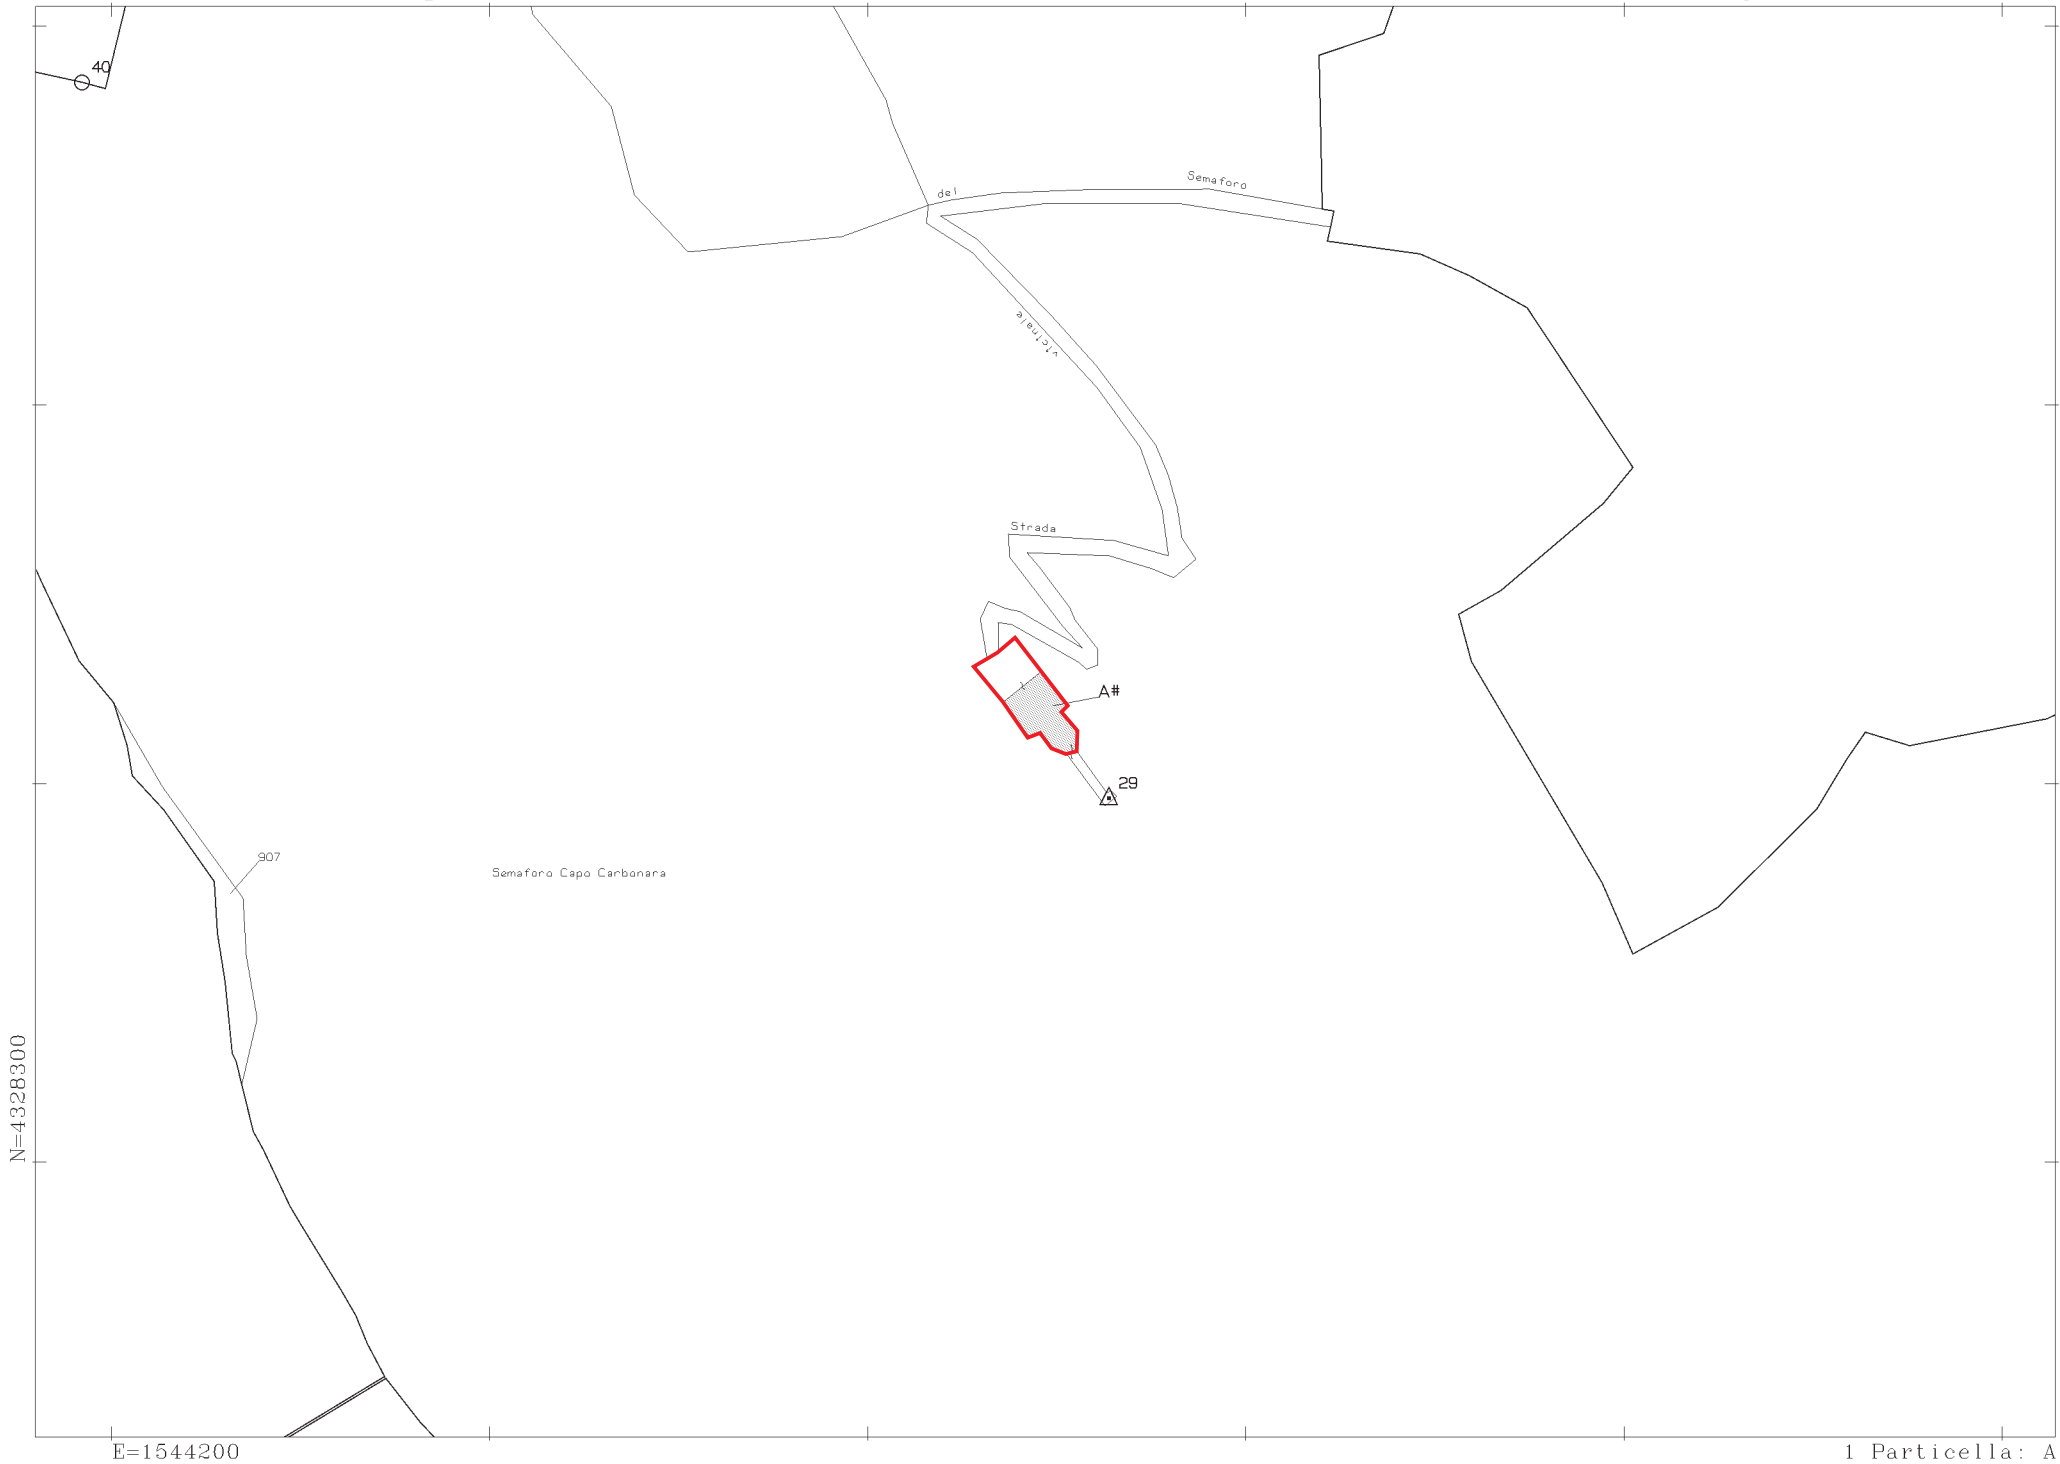 40
del
Semaforo
vicinale
Strada
A#
29
907
Semaforo Capo Carbonara
N=4328300
E=1544200
1 Particella: A